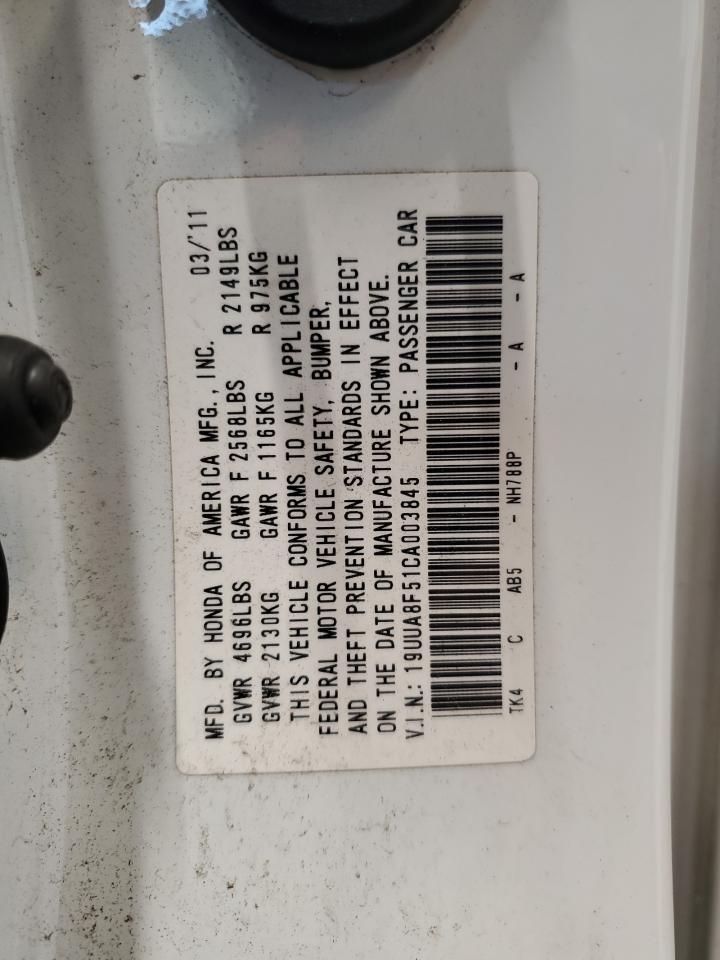 MFD. BY HONDA OF AMERICA MFG., INC. 03/'11
GVWR 4696LBS GAWR F 2568LBS R 2149LBS
GVWR 2130KG GAWR F 1165KG R 975KG
THIS VEHICLE CONFORMS TO ALL APPLICABLE
FEDERAL MOTOR VEHICLE SAFETY, BUMPER,
AND THEFT PREVENTION STANDARDS IN EFFECT
ON THE DATE OF MANUFACTURE SHOWN ABOVE.
V.I.N.: 19UUA8F51CA003845 TYPE: PASSENGER CAR
TK4 C AB5 - NH788P - A - A